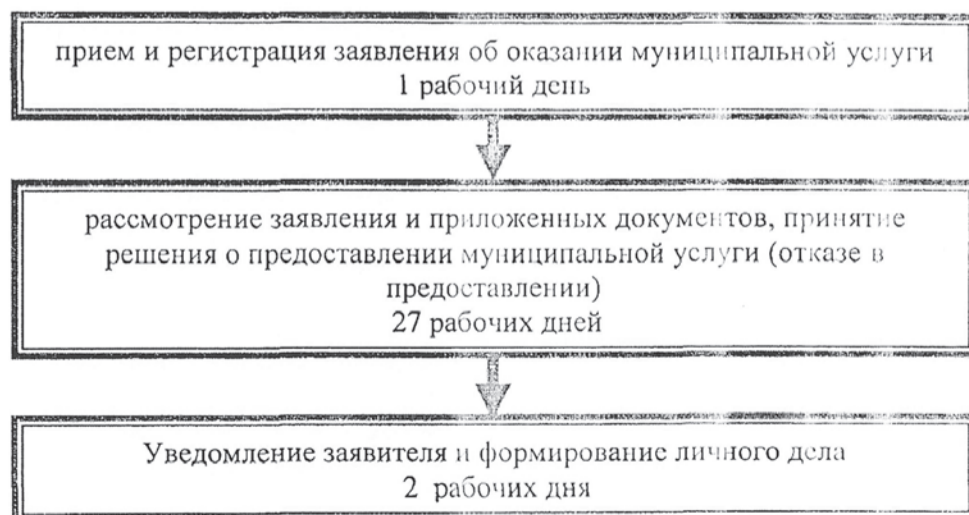 прием и регистрация заявления об оказании муниципальной услуги
1 рабочий день
рассмотрение заявления и приложенных документов, принятие
решения о предоставлении муниципальной услуги (отказе в
предоставлении)
27 рабочих дней
Уведомление заявителя и формирование личного дела
2 рабочих дня